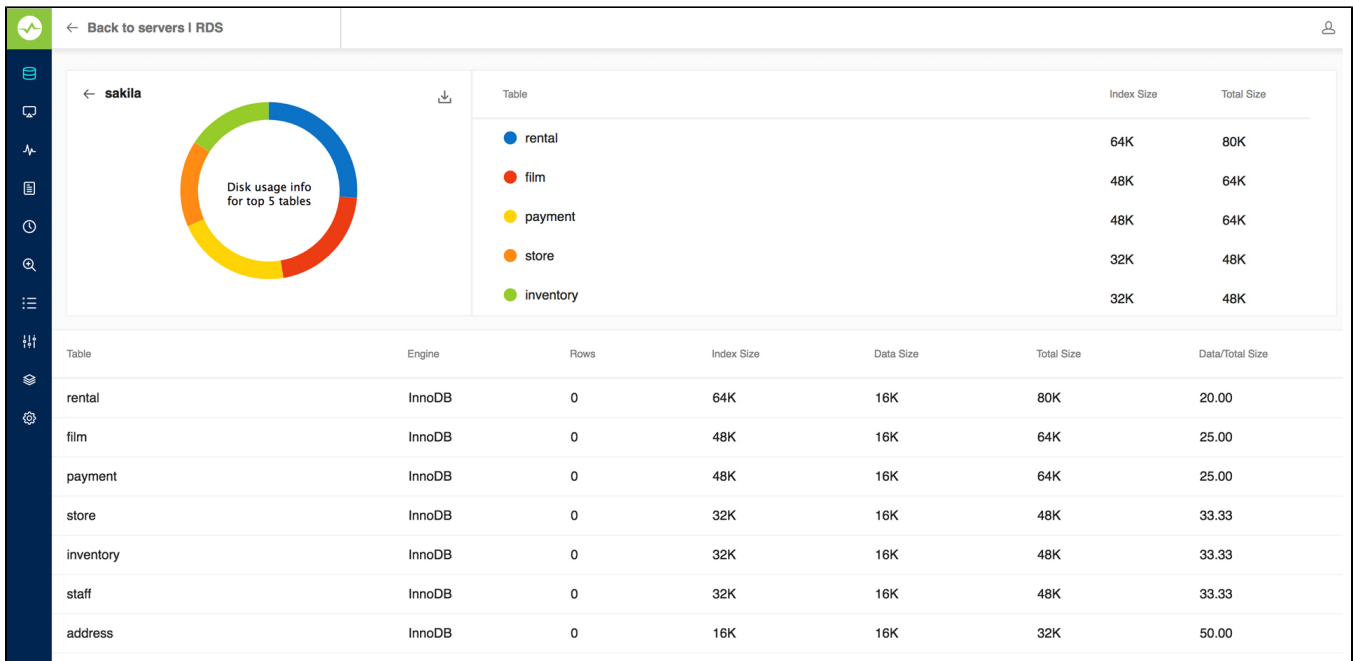 ← Back to servers I RDS
← sakila
Disk usage info
for top 5 tables
Table Index Size Total Size
rental 64K 80K
film 48K 64K
payment 48K 64K
store 32K 48K
inventory 32K 48K
Table Engine Rows Index Size Data Size Total Size Data/Total Size
rental InnoDB 0 64K 16K 80K 20.00
film InnoDB 0 48K 16K 64K 25.00
payment InnoDB 0 48K 16K 64K 25.00
store InnoDB 0 32K 16K 48K 33.33
inventory InnoDB 0 32K 16K 48K 33.33
staff InnoDB 0 32K 16K 48K 33.33
address InnoDB 0 16K 16K 32K 50.00